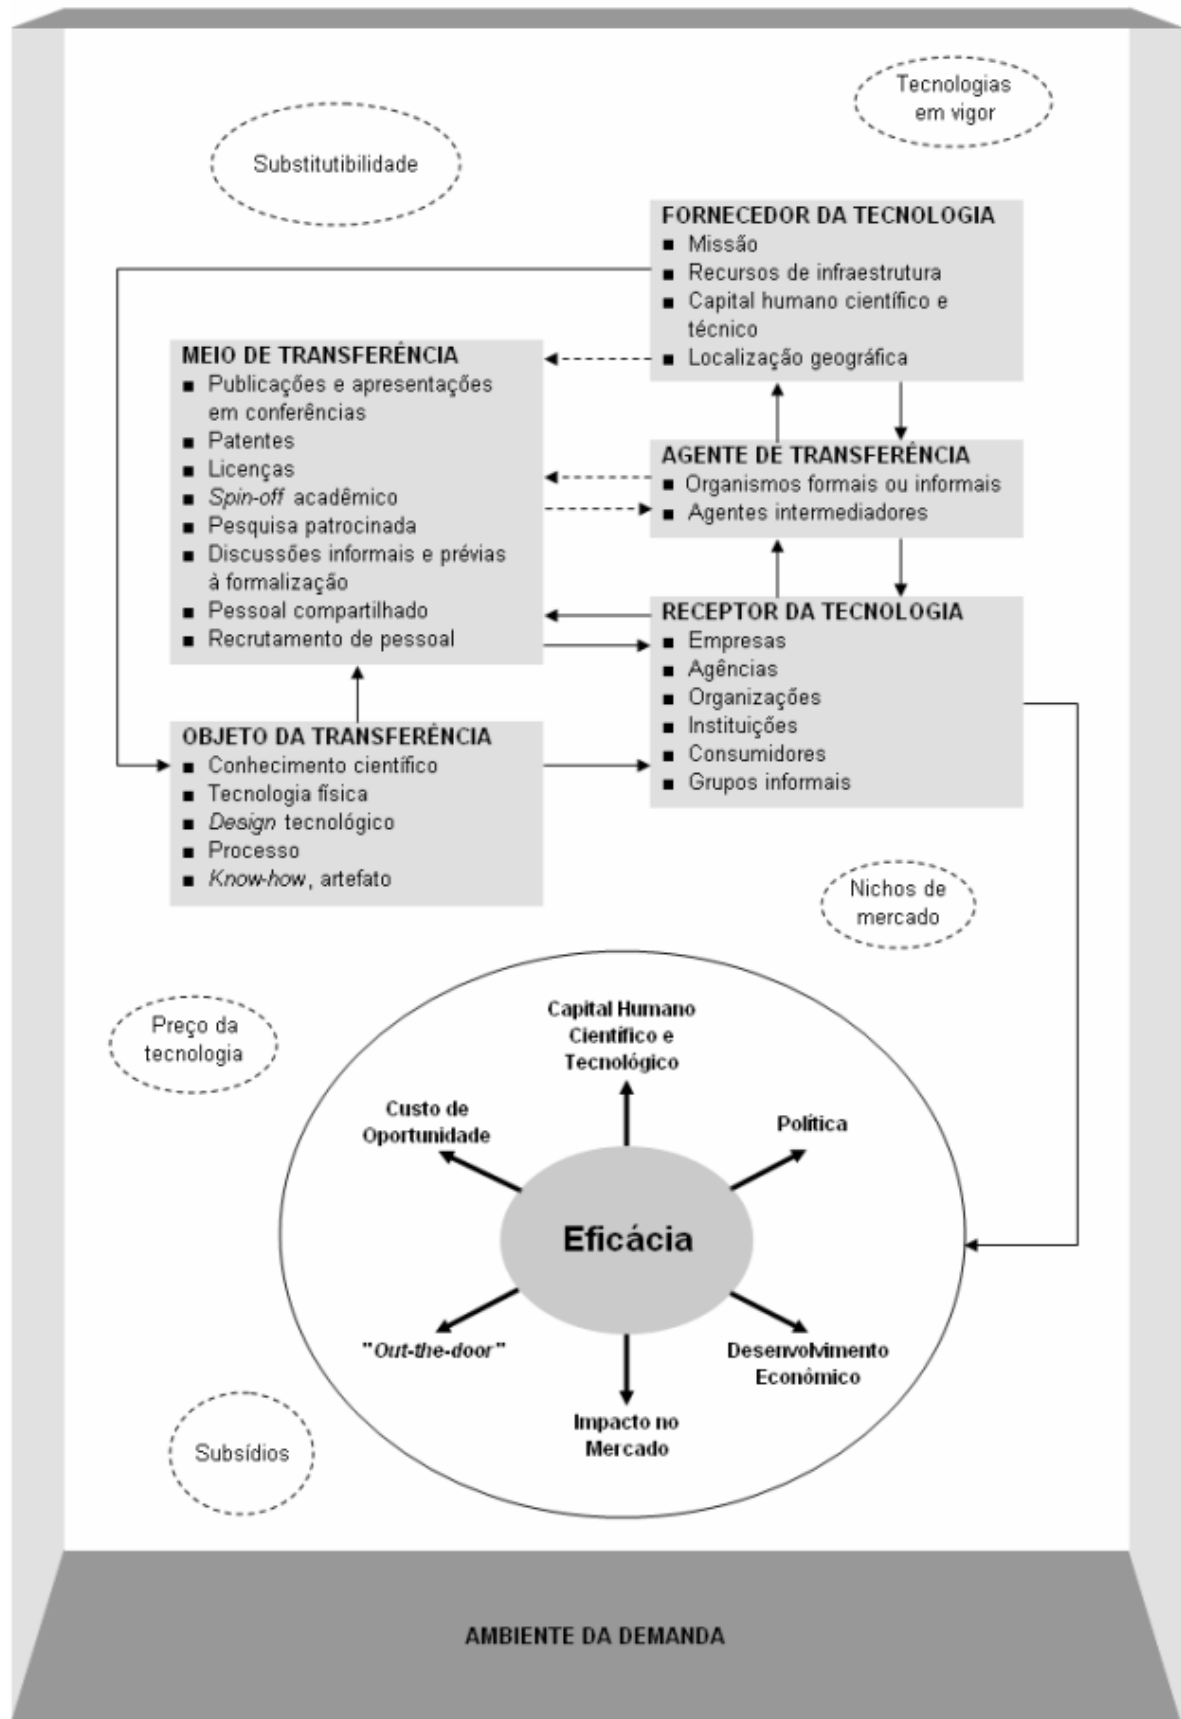 Tecnologias
em vigor
Substitutibilidade
FORNECEDOR DA TECNOLOGIA
■ Missão
■ Recursos de infraestrutura
■ Capital humano científico e
técnico
■ Localização geográfica
MEIO DE TRANSFERÊNCIA
■ Publicações e apresentações
em conferências
■ Patentes
■ Licenças
■ Spin-off acadêmico
■ Pesquisa patrocinada
■ Discussões informais e prévias
à formalização
■ Pessoal compartilhado
■ Recrutamento de pessoal
AGENTE DE TRANSFERÊNCIA
■ Organismos formais ou informais
■ Agentes intermediadores
RECEPTOR DA TECNOLOGIA
■ Empresas
■ Agências
■ Organizações
■ Instituições
■ Consumidores
■ Grupos informais
OBJETO DA TRANSFERÊNCIA
■ Conhecimento científico
■ Tecnologia física
■ Design tecnológico
■ Processo
■ Know-how, artefato
Nichos de
mercado
Preço da
tecnologia
Capital Humano
Científico e
Tecnológico
Custo de
Oportunidade
Política
Eficácia
"Out-the-door"
Desenvolvimento
Econômico
Impacto no
Mercado
Subsídios
AMBIENTE DA DEMANDA